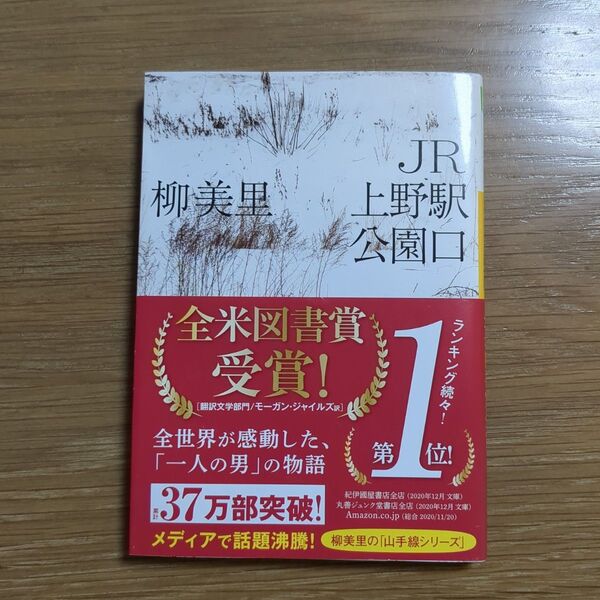 JR
上野駅
公園口
柳美里
全米図書賞
受賞!
[翻訳文学部門/モーガン・ジャイルズ訳]
全世界が感動した、
「一人の男」の物語
累計37万部突破!
メディアで話題沸騰!
ランキング続々!
第1位!
紀伊國屋書店全店(2020年12月 文庫)
丸善ジュンク堂書店全店(2020年12月 文庫)
Amazon.co.jp(総合 2020/11/20)
柳美里の「山手線シリーズ」